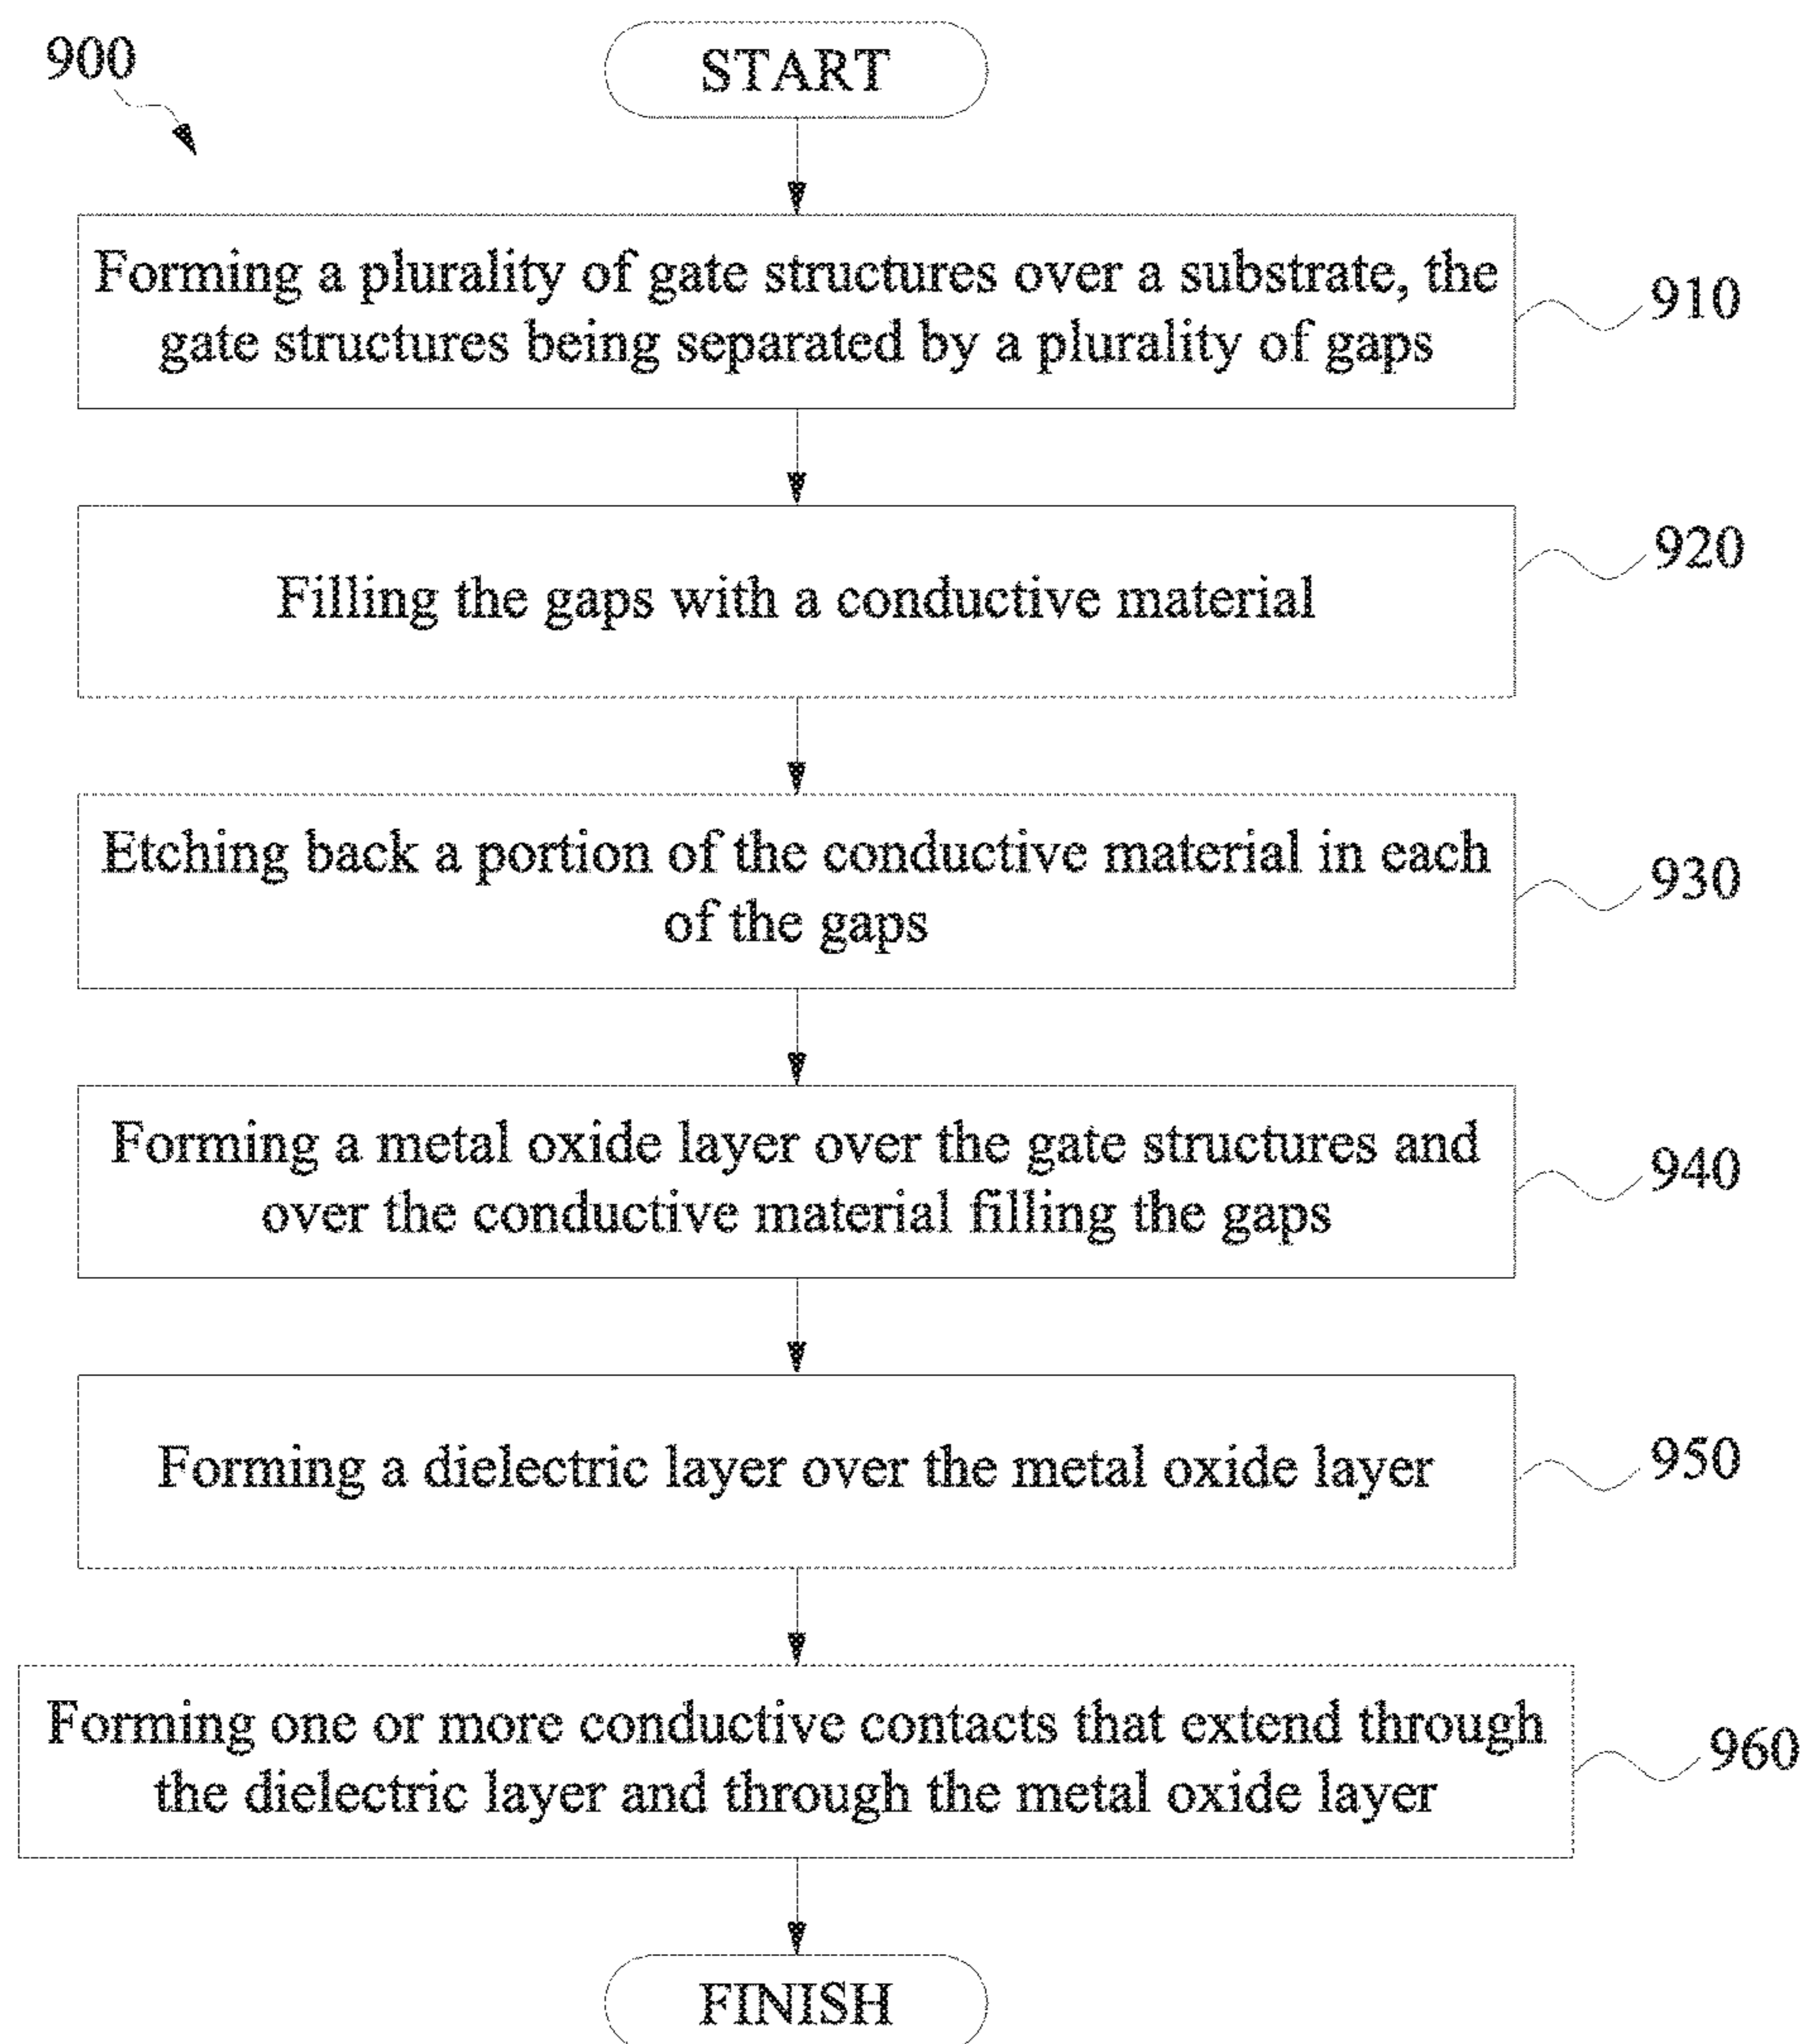 900
START
Forming a plurality of gate structures over a substrate, the
gate structures being separated by a plurality of gaps
910
Filling the gaps with a conductive material
920
Etching back a portion of the conductive material in each
of the gaps
930
Forming a metal oxide layer over the gate structures and
over the conductive material filling the gaps
940
Forming a dielectric layer over the metal oxide layer
950
Forming one or more conductive contacts that extend through
the dielectric layer and through the metal oxide layer
960
FINISH